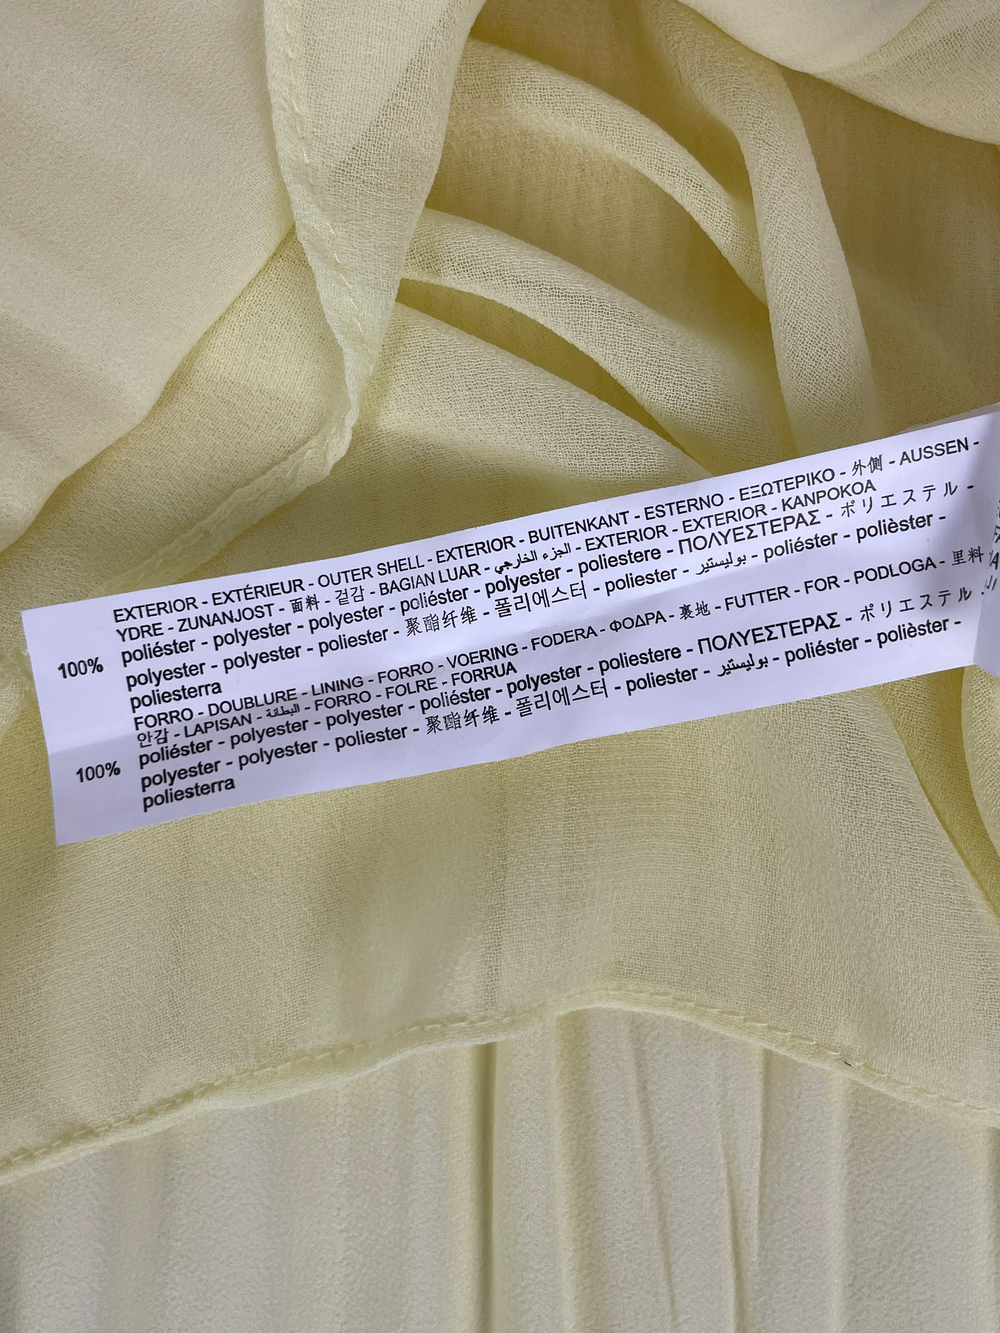 EXTERIOR - EXTÉRIEUR - OUTER SHELL - EXTERIOR - BUITENKANT - ESTERNO - ΕΞΩΤΕΡΙΚΟ - 外側 - AUSSEN -
YDRE - ZUNANJOST - 面料 - 겉감 - BAGIAN LUAR - الجزء الخارجي - EXTERIOR - EXTERIOR - KANPOKOA
100% poliéster - polyester - polyester - poliéster - polyester - poliestere - ΠΟΛΥΕΣΤΕΡΑΣ - ポリエステル -
polyester - polyester - poliester - 聚酯纤维 - 폴리에스터 - poliester - بوليستير - poliéster - polièster -
poliesterra
FORRO - DOUBLURE - LINING - FORRO - VOERING - FODERA - ΦΟΔΡΑ - 裏地 - FUTTER - FOR - PODLOGA - 里料
안감 - LAPISAN - البطانة - FORRO - FOLRE - FORRUA
100% poliéster - polyester - polyester - poliéster - polyester - poliestere - ΠΟΛΥΕΣΤΕΡΑΣ - ポリエステル -
polyester - polyester - poliester - 聚酯纤维 - 폴리에스터 - poliester - بوليستير - poliéster - polièster -
poliesterra